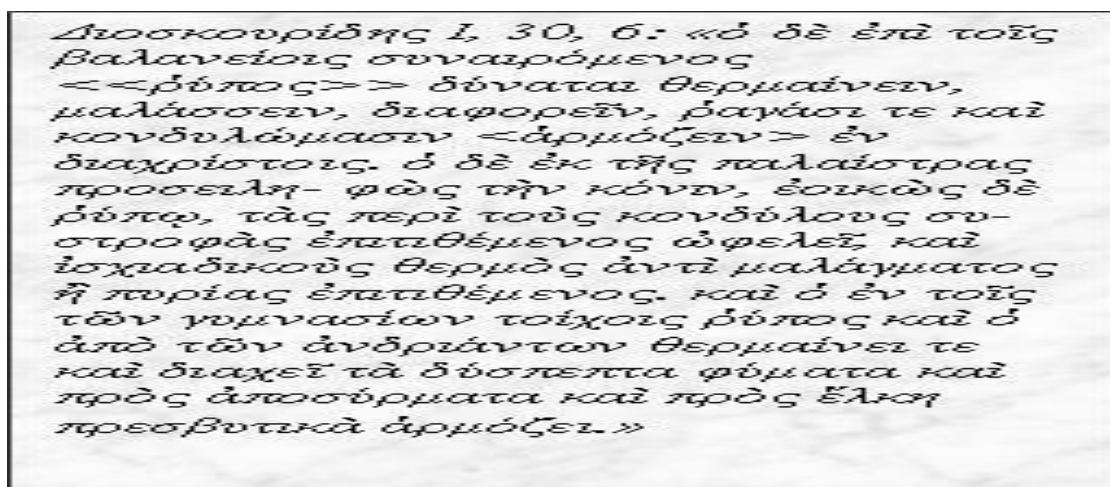 Διοσκουρίδης I, 30, 6: «ὁ δὲ ἐπὶ τοῖς
βαλανείοις συναιρόμενος
<<ῥύπος>> δύναται θερμαίνειν,
μαλάσσειν, διαφορεῖν, ῥαγάσι τε καὶ
κονδυλώμασιν <ἁρμόζειν> ἐν
διαχρίστοις. ὁ δὲ ἐκ τῆς παλαίστρας
προσειλη- φὼς τὴν κόνιν, ἐοικὼς δὲ
ῥύπῳ, τὰς περὶ τοὺς κονδύλους συ-
στροφὰς ἐπιτιθέμενος ὠφελεῖ, καὶ
ἰσχιαδικοὺς θερμὸς ἀντὶ μαλάγματος
ἢ πυρίας ἐπιτιθέμενος. καὶ ὁ ἐν τοῖς
τῶν γυμνασίων τοίχοις ῥύπος καὶ ὁ
ἀπὸ τῶν ἀνδριάντων θερμαίνει τε
καὶ διαχεῖ τὰ δύσπεπτα φύματα καὶ
πρὸς ἀποσύρματα καὶ πρὸς ἕλκη
πρεσβυτικὰ ἁρμόζει.»